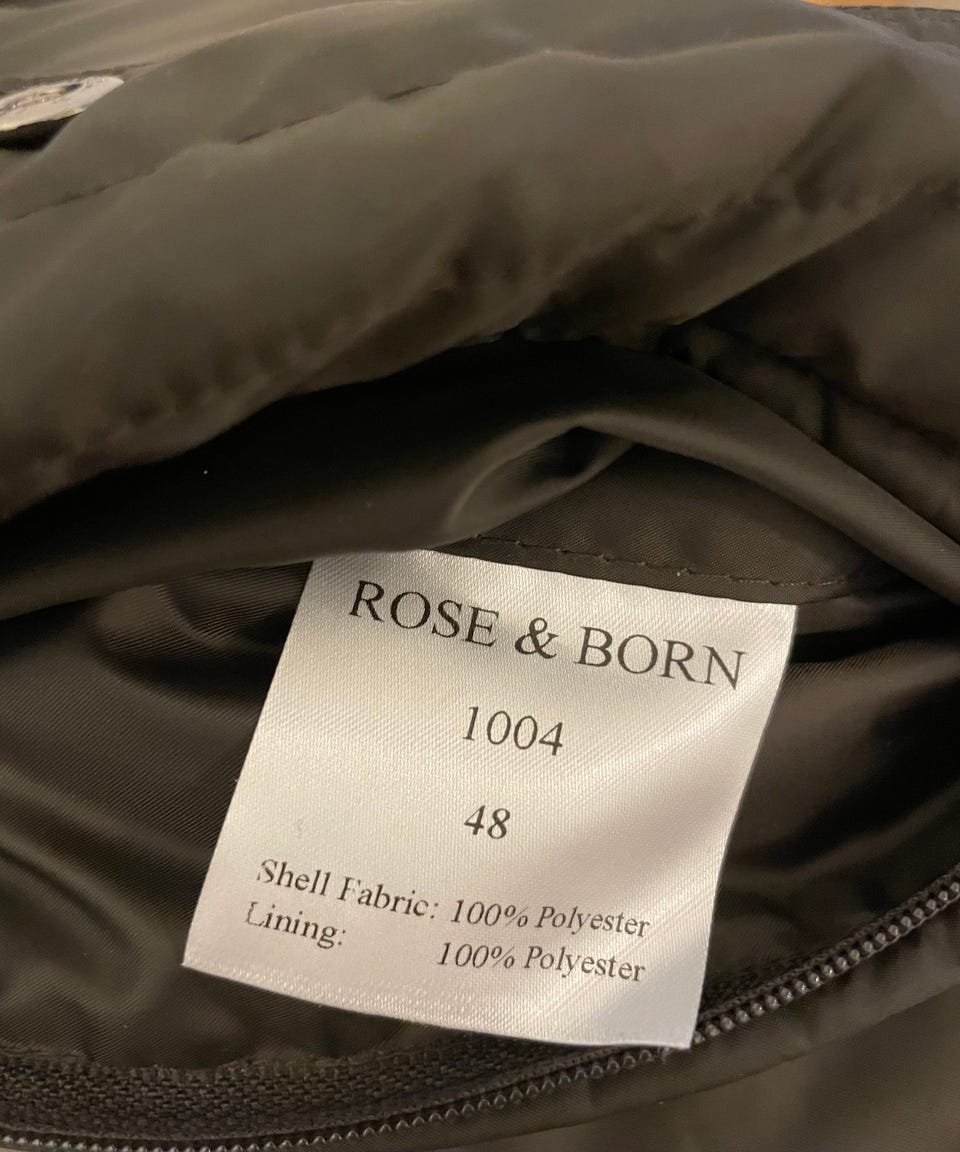 ROSE & BORN
1004
48
Shell Fabric: 100% Polyester
Lining: 100% Polyester